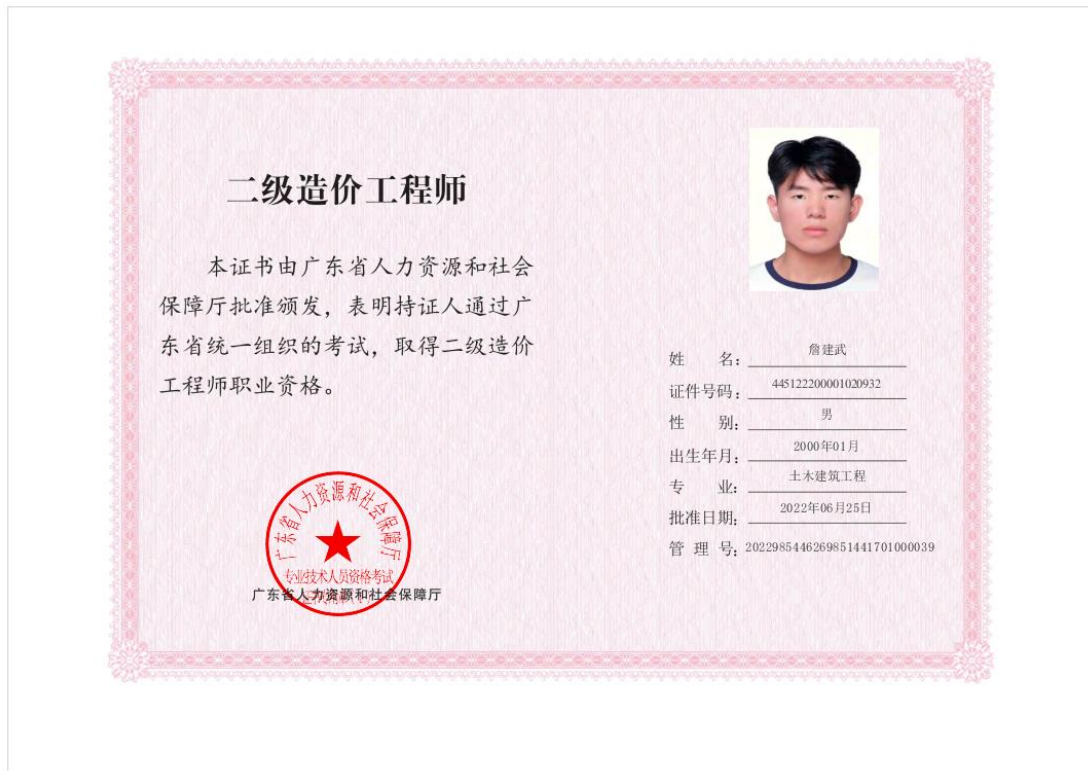 二级造价工程师
本证书由广东省人力资源和社会
保障厅批准颁发，表明持证人通过广
东省统一组织的考试，取得二级造价
工程师职业资格。
广东省人力资源和社会保障厅
专业技术人员资格考试
广东省人力资源和社会保障厅
姓 名：詹建武
证件号码：445122200001020932
性 别：男
出生年月：2000年01月
专 业：土木建筑工程
批准日期：2022年06月25日
管 理 号：2022985446269851441701000039